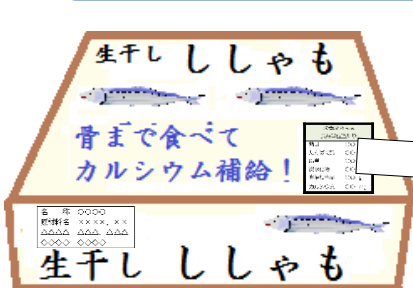 生干し ししゃも
骨まで食べて
カルシウム補給!
名 称 ○○○○
原材料名 ××××、××
△△△△ △△△、△△△
◇◇◇◇ ◇◇◇◇
生干し ししゃも